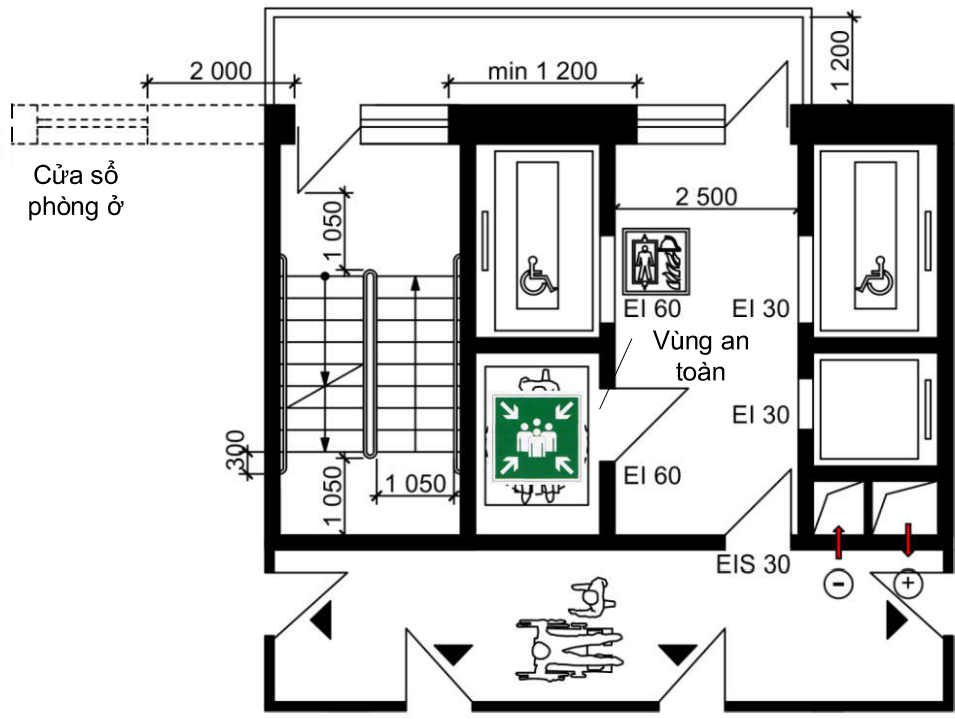 2 000
min 1 200
1 200
Cửa sổ
phòng ở
1 050
2 500
EI 60
EI 30
Vùng an
toàn
EI 30
300
1 050
1 050
EI 60
EIS 30
-
+